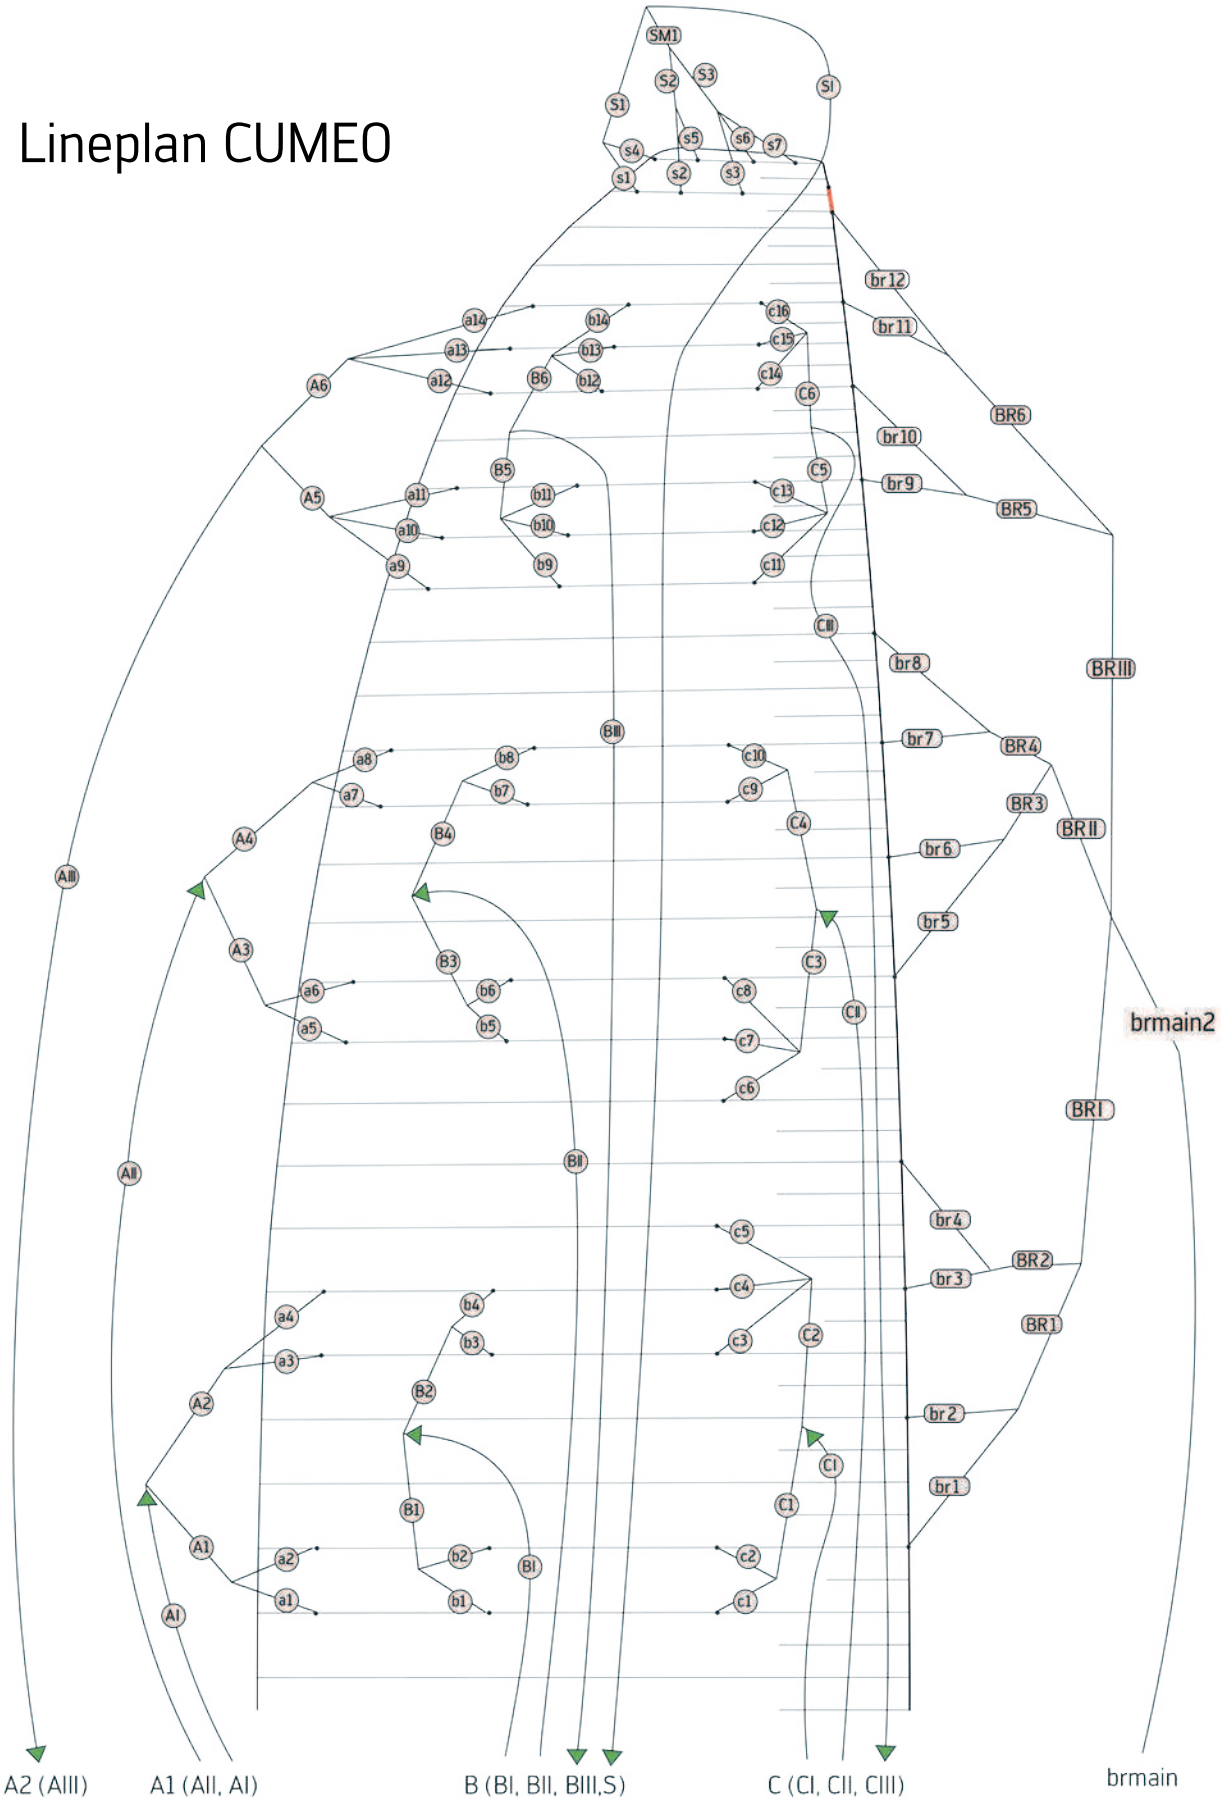 SM1
S2
S3
SI
S1
Lineplan CUMEO
s5
s6
s7
s4
s1
s2
s3
br12
c16
a14
b14
br11
c15
a13
b13
c14
a12
B6
b12
A6
C6
BR6
br10
B5
C5
br9
c13
a11
b11
A5
BR5
c12
a10
b10
a9
b9
c11
CIII
br8
BRIII
BIII
br7
BR4
a8
b8
c10
a7
b7
c9
BR3
C4
BRII
B4
A4
br6
AIII
br5
A3
B3
C3
a6
b6
c8
CII
brmain2
a5
b5
c7
c6
BRI
BII
AII
br4
c5
BR2
br3
c4
b4
a4
BR1
C2
b3
c3
a3
B2
A2
br2
CI
br1
C1
B1
A1
b2
c2
a2
BI
a1
b1
c1
AI
A2 (AIII)
A1 (AII, AI)
B (BI, BII, BIII,S)
C (CI, CII, CIII)
brmain